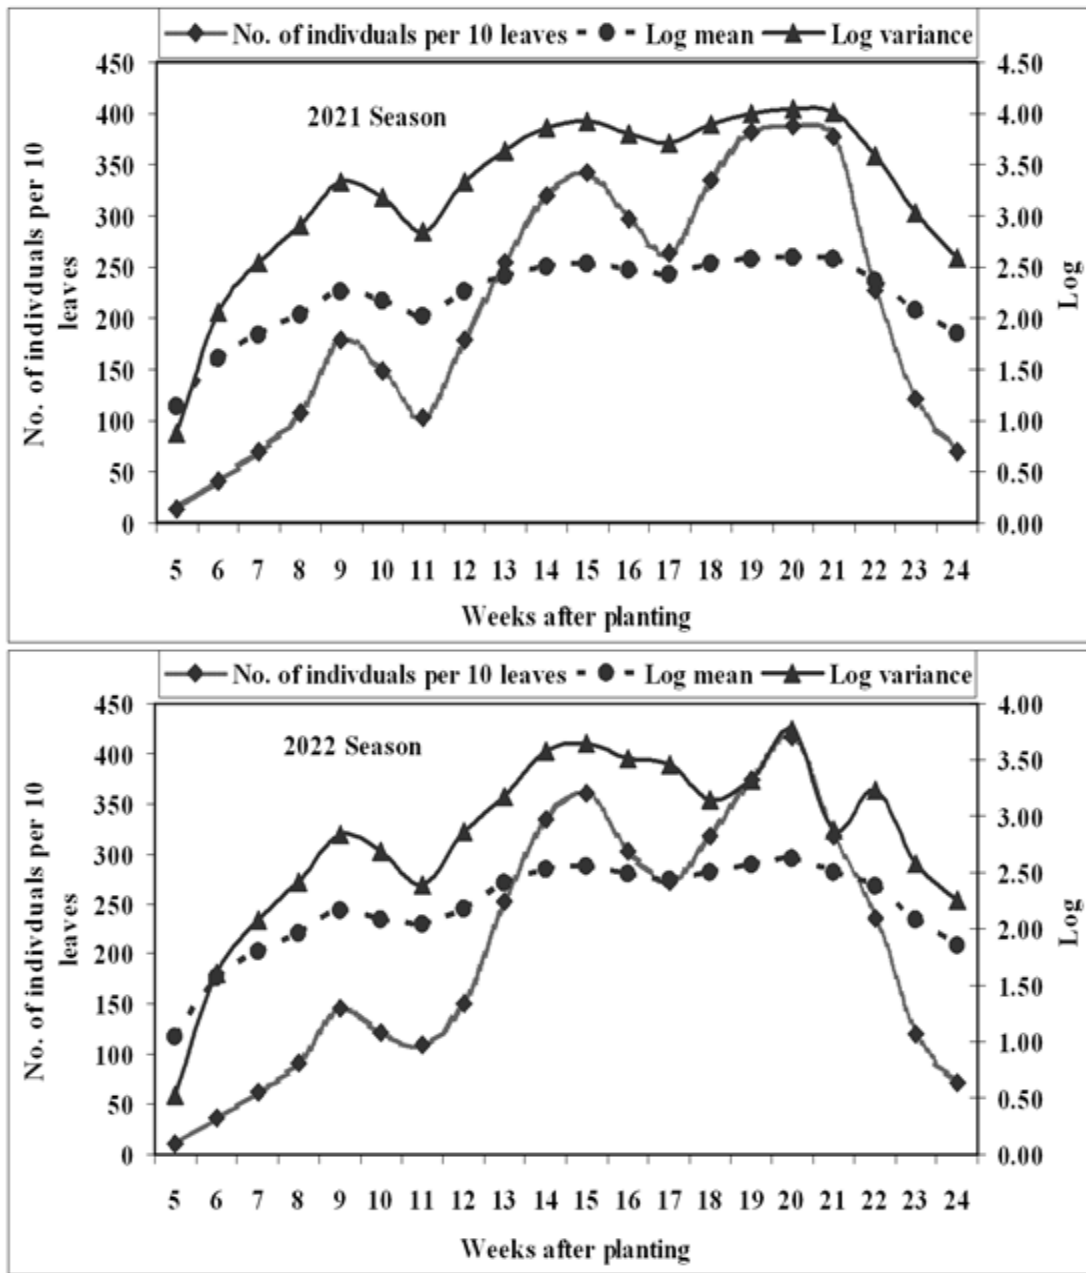 No. of indivduals per 10 leaves Log mean Log variance
2021 Season
No. of indivduals per 10
leaves
450
400
350
300
250
200
150
100
50
0
4.50
4.00
3.50
3.00
2.50
2.00
1.50
1.00
0.50
0.00
Log
5 6 7 8 9 10 11 12 13 14 15 16 17 18 19 20 21 22 23 24
Weeks after planting
No. of indivduals per 10 leaves Log mean Log variance
2022 Season
No. of indivduals per 10
leaves
450
400
350
300
250
200
150
100
50
0
4.00
3.50
3.00
2.50
2.00
1.50
1.00
0.50
0.00
Log
5 6 7 8 9 10 11 12 13 14 15 16 17 18 19 20 21 22 23 24
Weeks after planting